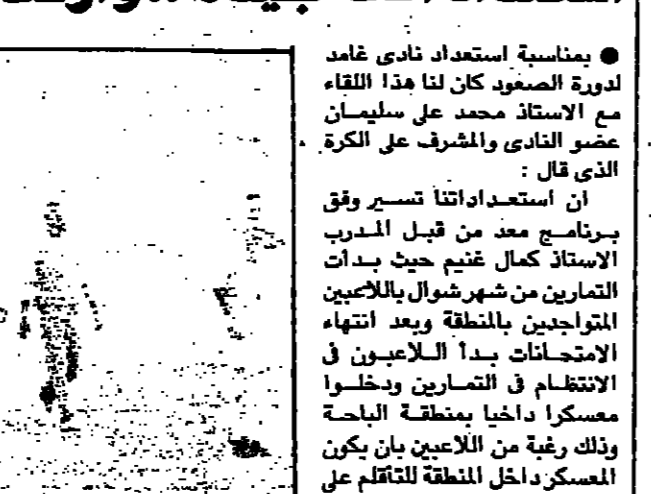 ● بمناسبة استعداد نادى غامد
لدورة الصعود كان لنا هذا اللقاء
مع الاستاذ محمد على سليمان
عضو النادى والمشرف على الكرة
الذى قال :
ان استعداداتنا تسير وفق
برنامج معد من قبل المدرب
الاستاذ كمال غنيم حيث بدأت
التمارين من شهر شوال باللاعبين
المتواجدين بالمنطقة وبعد انتهاء
الامتحانات بدأ اللاعبون فى
الانتظام فى التمارين ودخلوا
معسكرا داخيا بمنطقة الباحة
وذلك رغبة من اللاعبين بان يكون
المعسكر داخل المنطقة للتأقلم على